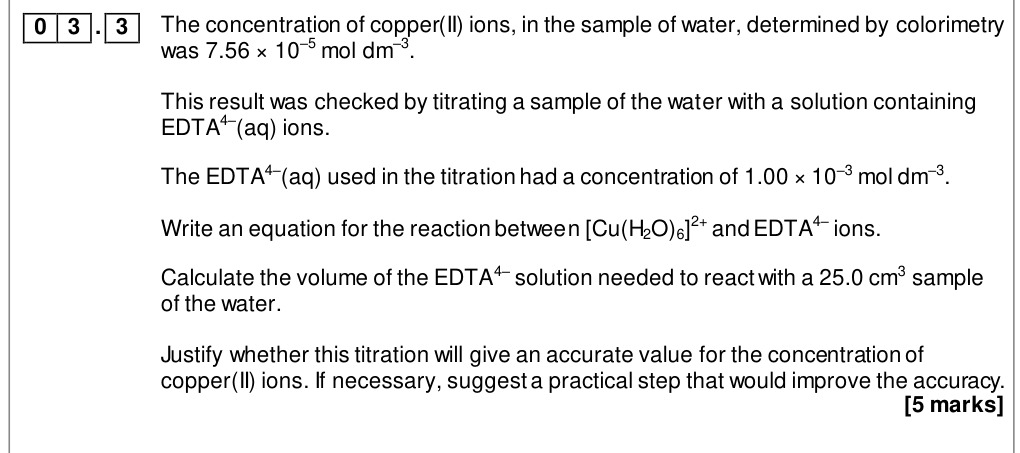 03.3 The concentration of copper(II) ions, in the sample of water, determined by colorimetry
was 7.56 × 10⁻⁵ mol dm⁻³.
This result was checked by titrating a sample of the water with a solution containing
EDTA⁴⁻(aq) ions.
The EDTA⁴⁻(aq) used in the titration had a concentration of 1.00 × 10⁻³ mol dm⁻³.
Write an equation for the reaction between [Cu(H₂O)₆]²⁺ and EDTA⁴⁻ ions.
Calculate the volume of the EDTA⁴⁻ solution needed to react with a 25.0 cm³ sample
of the water.
Justify whether this titration will give an accurate value for the concentration of
copper(II) ions. If necessary, suggest a practical step that would improve the accuracy.
[5 marks]